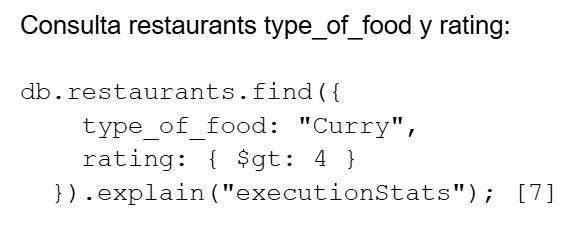 Consulta restaurants type_of_food y rating:
db.restaurants.find({
type_of_food: "Curry",
rating: { $gt: 4 }
}).explain("executionStats"); [7]